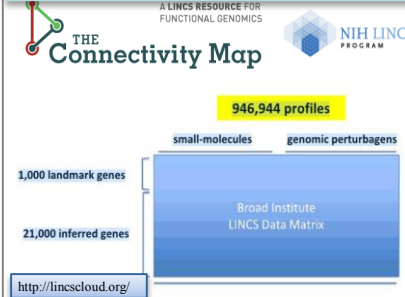 A LINCS RESOURCE FOR
FUNCTIONAL GENOMICS
THE
Connectivity Map
NIH LINC
PROGRAM
946,944 profiles
small-molecules genomic perturbagens
1,000 landmark genes
Broad Institute
LINCS Data Matrix
21,000 inferred genes
http://lincscloud.org/